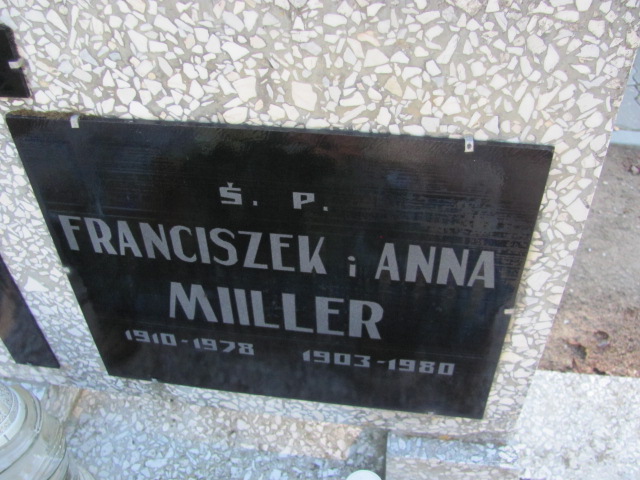 Ś. P.
FRANCISZEK i ANNA
MIILLER
1910-1978 1903-1980